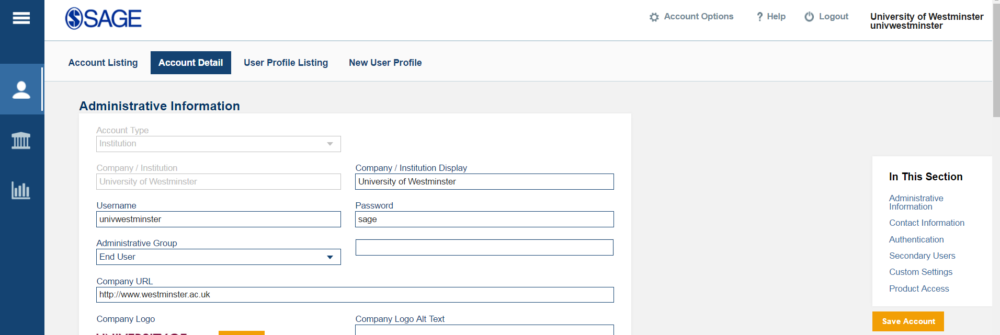 SAGE
Account Options
? Help
Logout
University of Westminster
univwestminster
Account Listing
Account Detail
User Profile Listing
New User Profile
Administrative Information
Account Type
Institution
Company / Institution
University of Westminster
Company / Institution Display
University of Westminster
Username
univwestminster
Password
sage
Administrative Group
End User
Company URL
http://www.westminster.ac.uk
Company Logo
Company Logo Alt Text
In This Section
Administrative
Information
Contact Information
Authentication
Secondary Users
Custom Settings
Product Access
Save Account